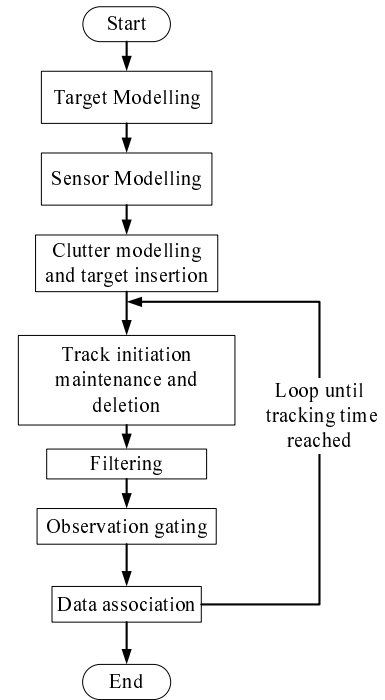 Start
Target Modelling
Sensor Modelling
Clutter modelling
and target insertion
Track initiation
maintenance and
deletion
Loop until
tracking time
reached
Filtering
Observation gating
Data association
End